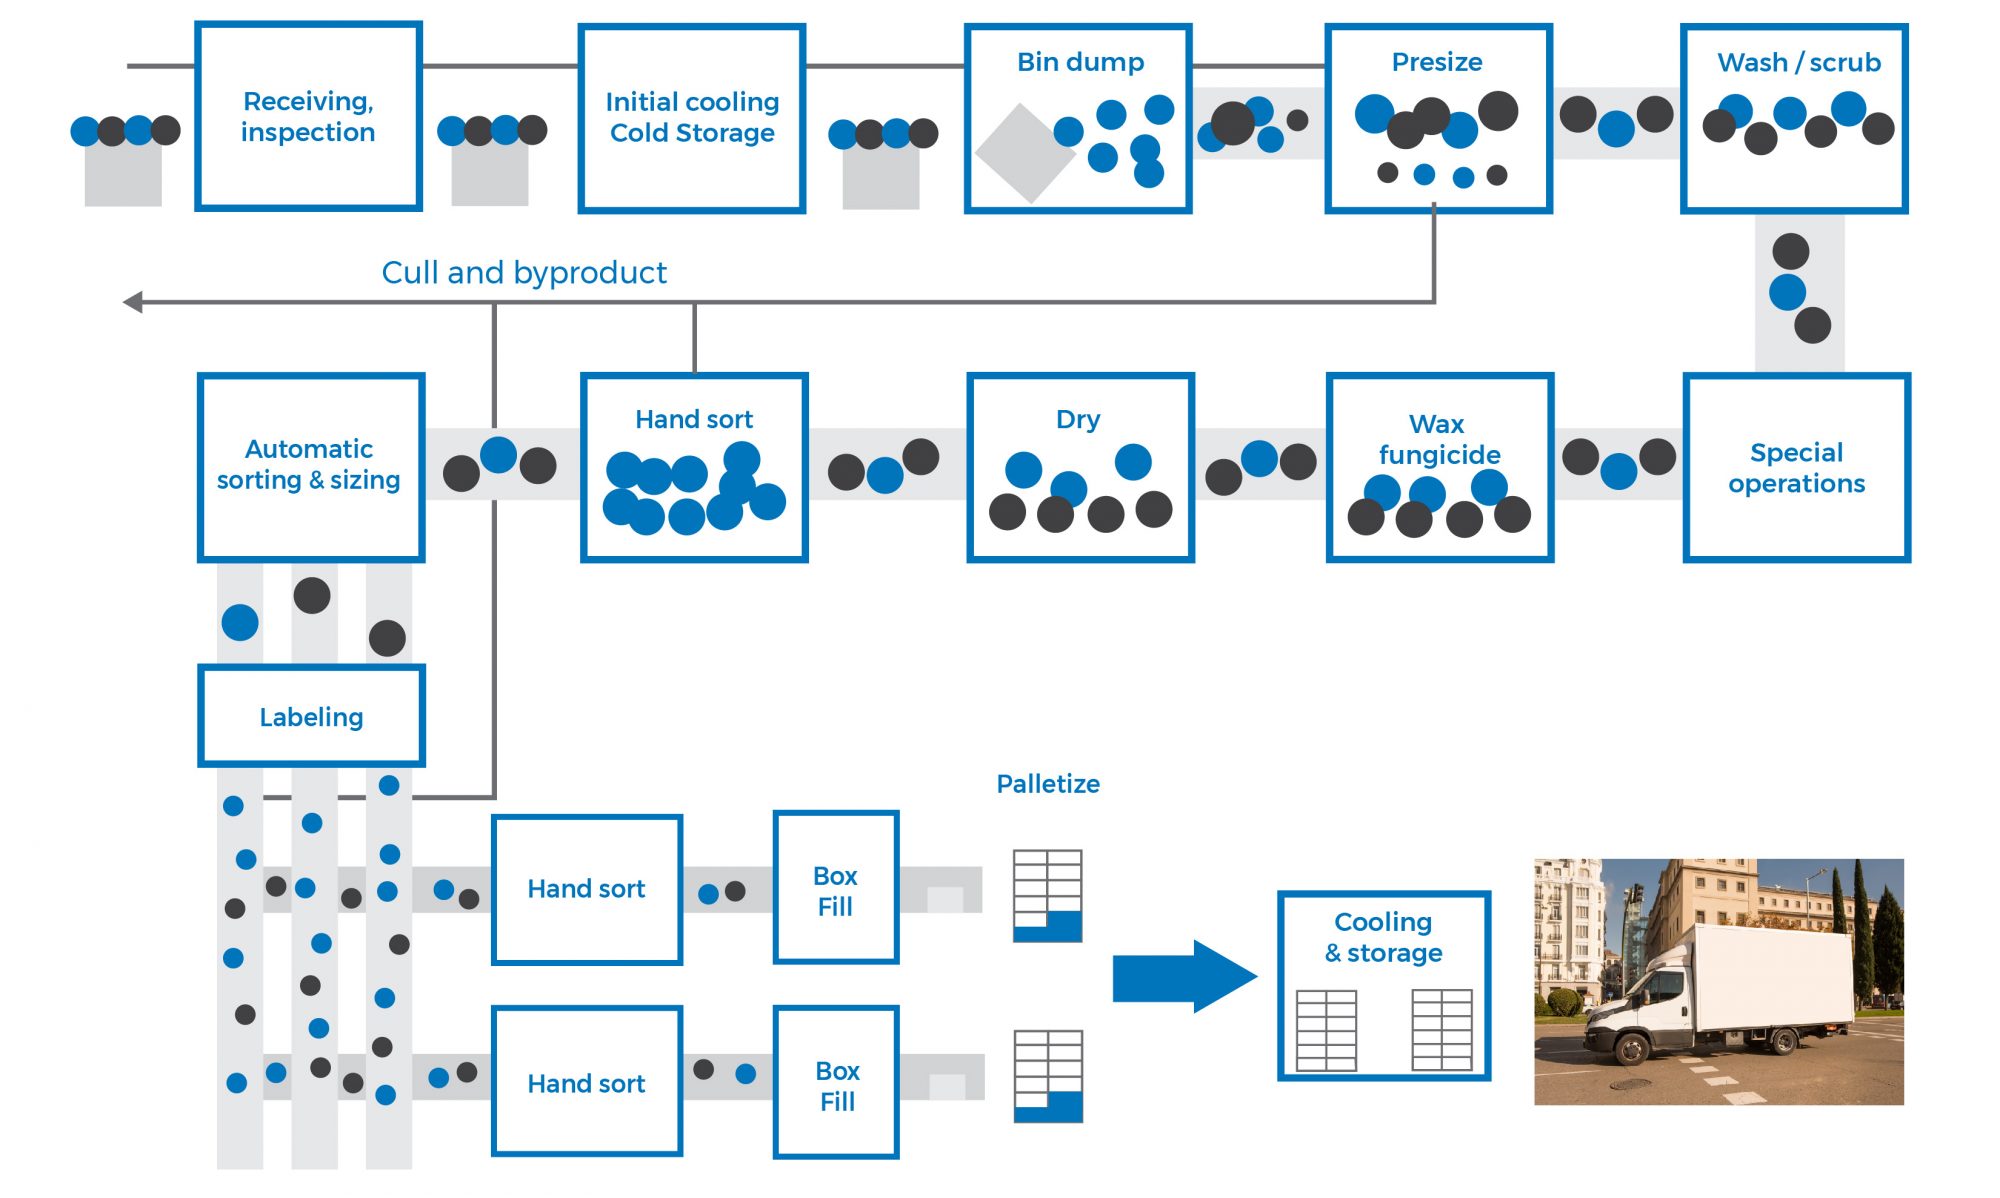 Receiving,
inspection
Initial cooling
Cold Storage
Bin dump
Presize
Wash / scrub
Cull and byproduct
Automatic
sorting & sizing
Hand sort
Dry
Wax
fungicide
Special
operations
Labeling
Palletize
Hand sort
Box
Fill
Cooling
& storage
Hand sort
Box
Fill